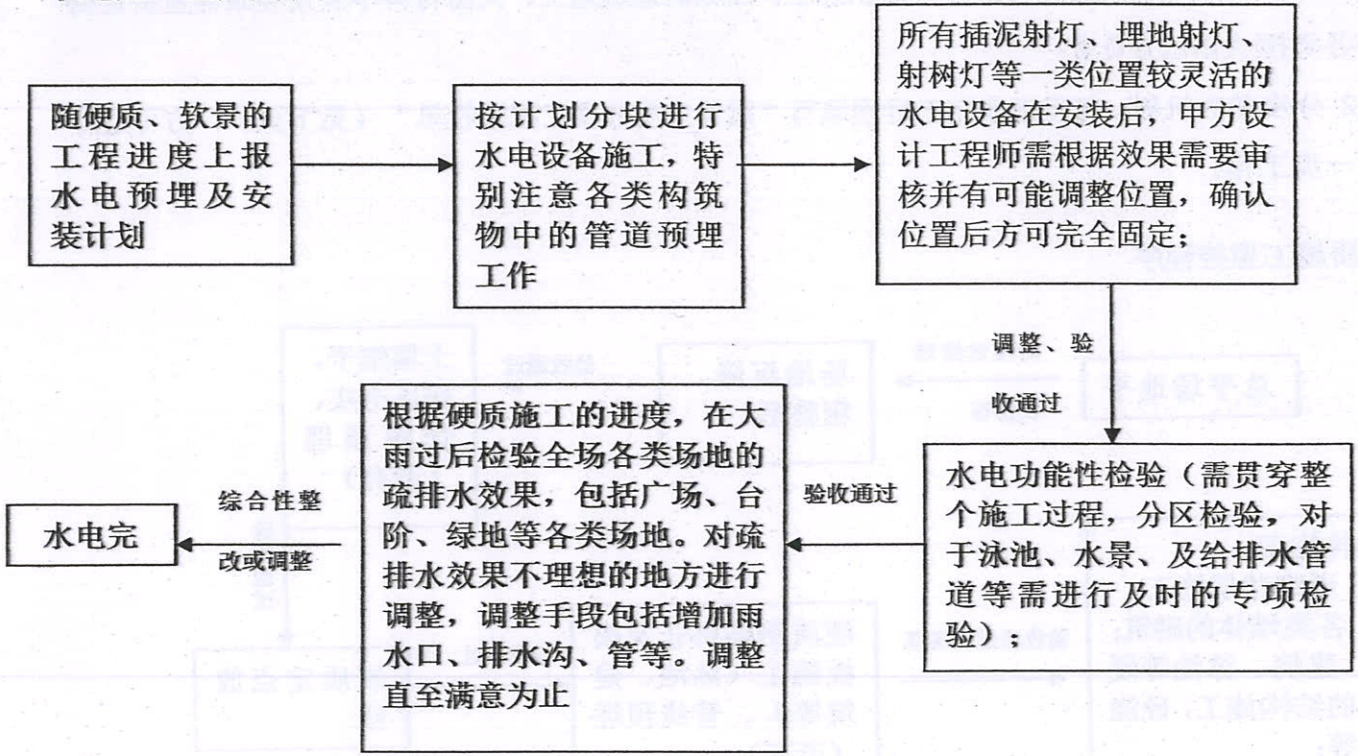 随硬质、软景的
工程进度上报
水电预埋及安
装计划
按计划分块进行
水电设备施工，特
别注意各类构筑
物中的管道预埋
工作
所有插泥射灯、埋地射灯、
射树灯等一类位置较灵活的
水电设备在安装后，甲方设
计工程师需根据效果需要审
核并有可能调整位置，确认
位置后方可完全固定；
调整、验
收通过
水电功能性检验（需贯穿整
个施工过程，分区检验，对
于泳池、水景、及给排水管
道等需进行及时的专项检
验）；
验收通过
根据硬质施工的进度，在大
雨过后检验全场各类场地的
疏排水效果，包括广场、台
阶、绿地等各类场地。对疏
排水效果不理想的地方进行
调整，调整手段包括增加雨
水口、排水沟、管等。调整
直至满意为止
综合性整
改或调整
水电完